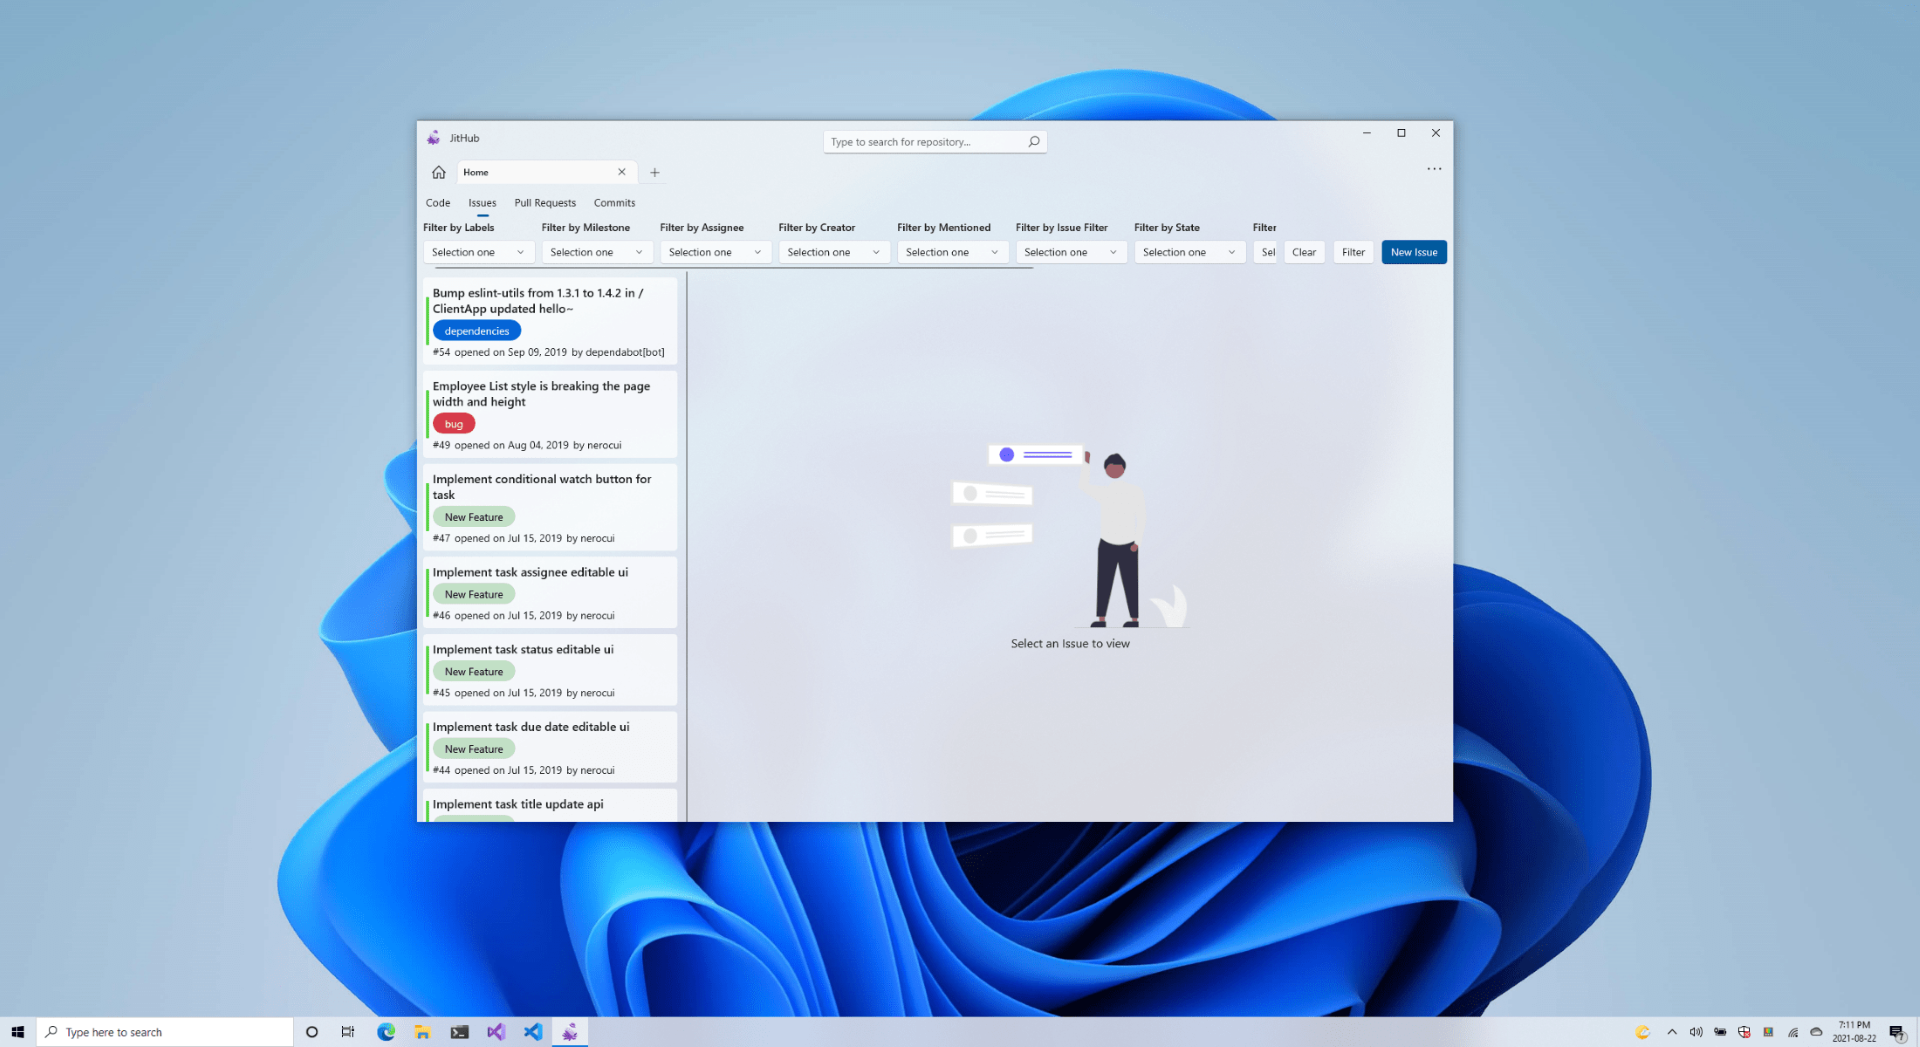 JitHub
Type to search for repository...
Home
Code Issues Pull Requests Commits
Filter by Labels Filter by Milestone Filter by Assignee Filter by Creator Filter by Mentioned Filter by Issue Filter Filter by State Filter
Selection one Selection one Selection one Selection one Selection one Selection one Selection one Sel Clear Filter New Issue
Bump eslint-utils from 1.3.1 to 1.4.2 in /
ClientApp updated hello~
dependencies
#54 opened on Sep 09, 2019 by dependabot[bot]
Employee List style is breaking the page
width and height
bug
#49 opened on Aug 04, 2019 by nerocui
Implement conditional watch button for
task
New Feature
#47 opened on Jul 15, 2019 by nerocui
Implement task assignee editable ui
New Feature
#46 opened on Jul 15, 2019 by nerocui
Implement task status editable ui
New Feature
#45 opened on Jul 15, 2019 by nerocui
Implement task due date editable ui
New Feature
#44 opened on Jul 15, 2019 by nerocui
Implement task title update api
Select an Issue to view
Type here to search
7:11 PM
2021-08-22